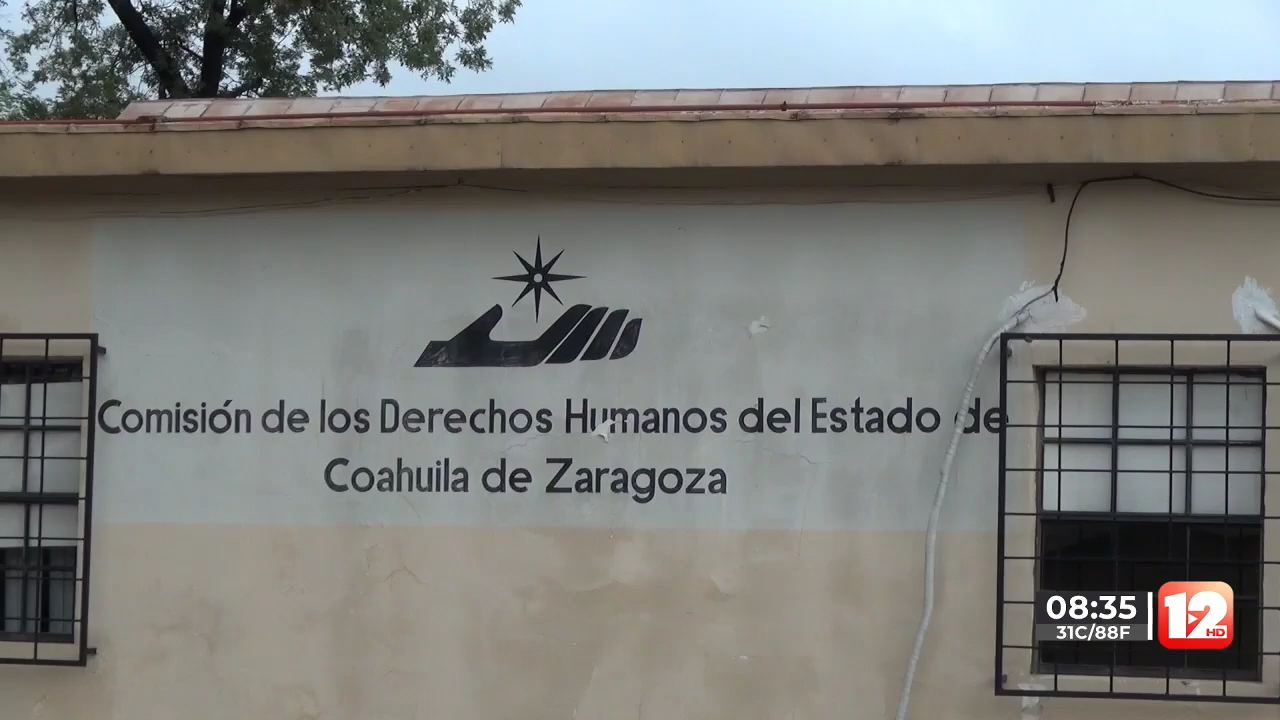 Comisión de los Derechos Humanos del Estado de
Coahuila de Zaragoza
08:35
31C/88F
12
HD